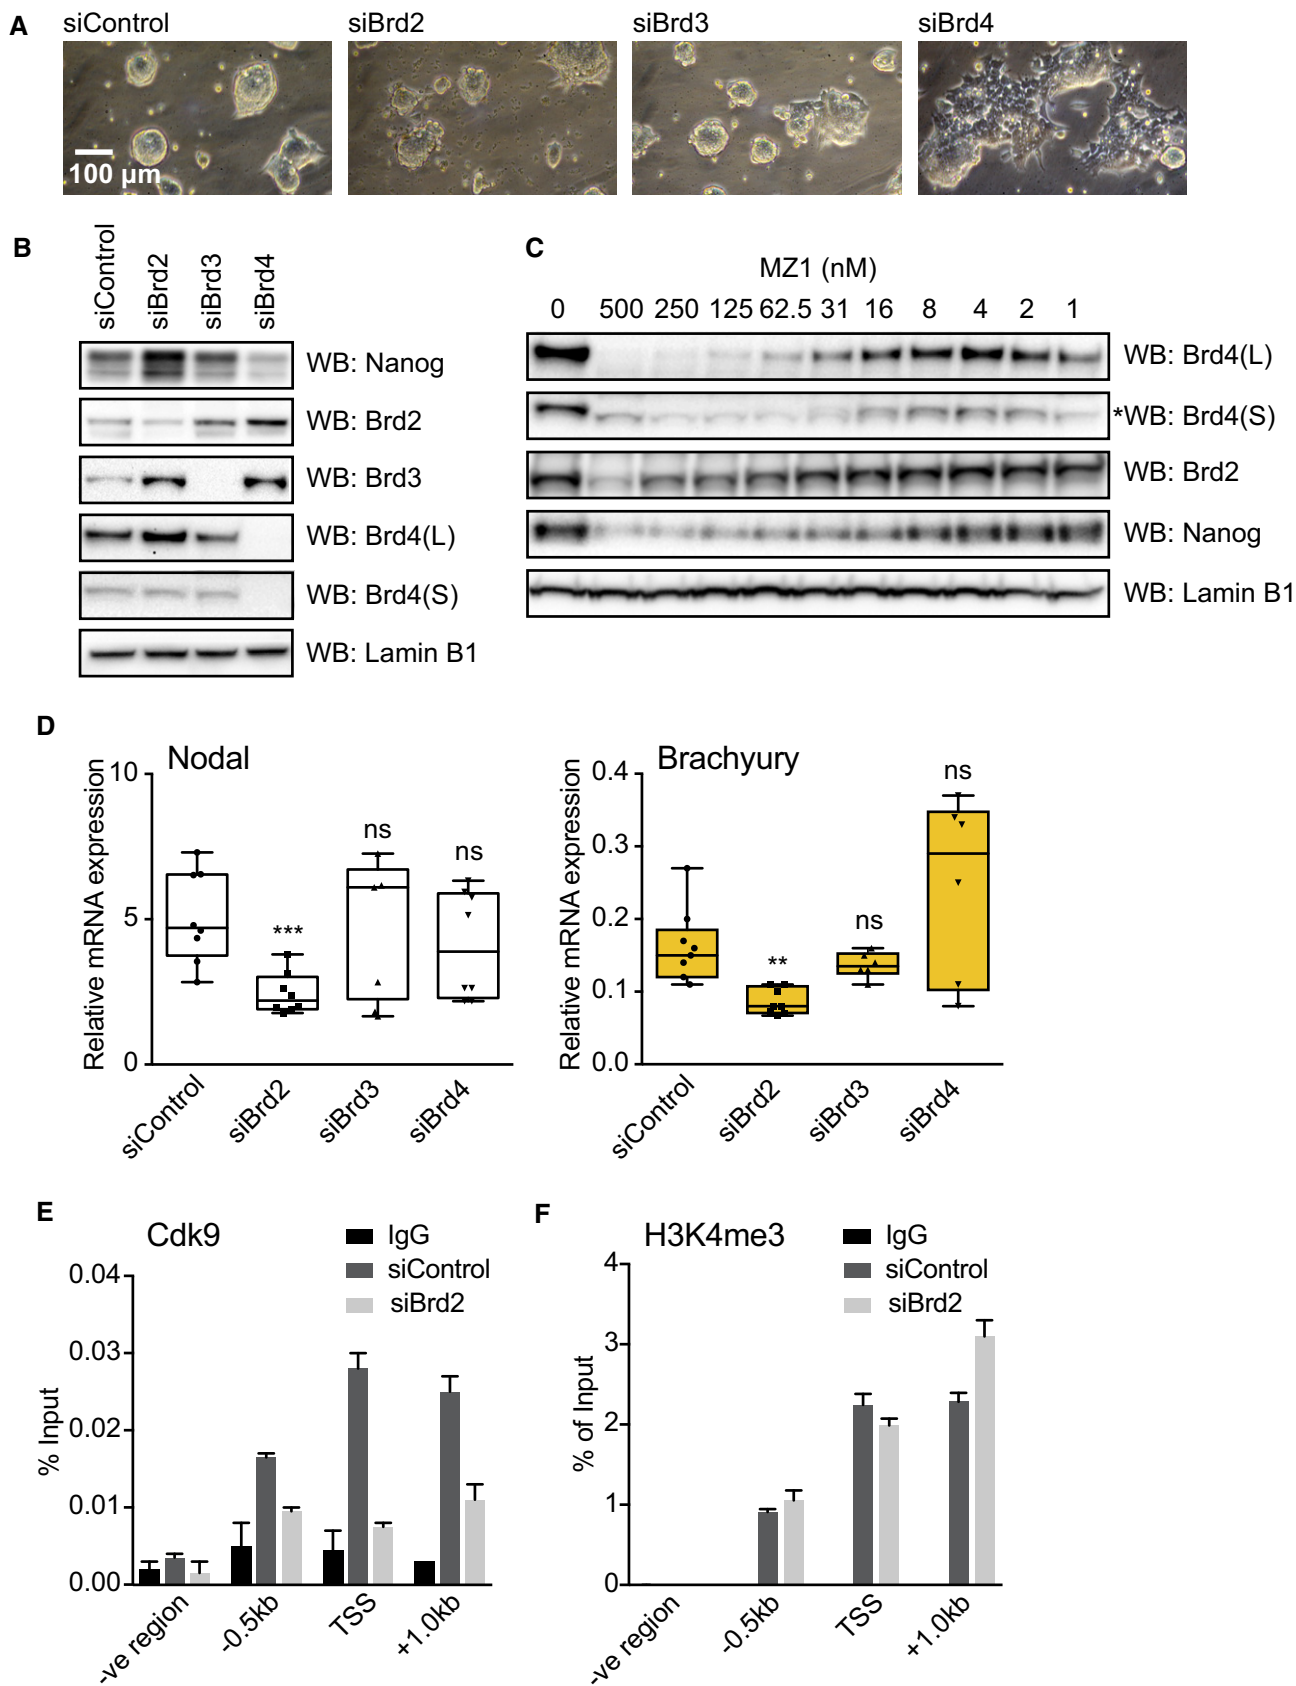 A
siControl
siBrd2
siBrd3
siBrd4
100 µm
B
siControl
siBrd2
siBrd3
siBrd4
WB: Nanog
WB: Brd2
WB: Brd3
WB: Brd4(L)
WB: Brd4(S)
WB: Lamin B1
C
MZ1 (nM)
0 500 250 125 62.5 31 16 8 4 2 1
WB: Brd4(L)
*WB: Brd4(S)
WB: Brd2
WB: Nanog
WB: Lamin B1
D
Nodal
Relative mRNA expression
10
5
0
***
ns
ns
siControl
siBrd2
siBrd3
siBrd4
Brachyury
Relative mRNA expression
0.4
0.3
0.2
0.1
0.0
**
ns
ns
siControl
siBrd2
siBrd3
siBrd4
E
Cdk9
IgG
siControl
siBrd2
% Input
0.04
0.03
0.02
0.01
0.00
-ve region
-0.5kb
TSS
+1.0kb
F
H3K4me3
IgG
siControl
siBrd2
% of Input
4
3
2
1
0
-ve region
-0.5kb
TSS
+1.0kb